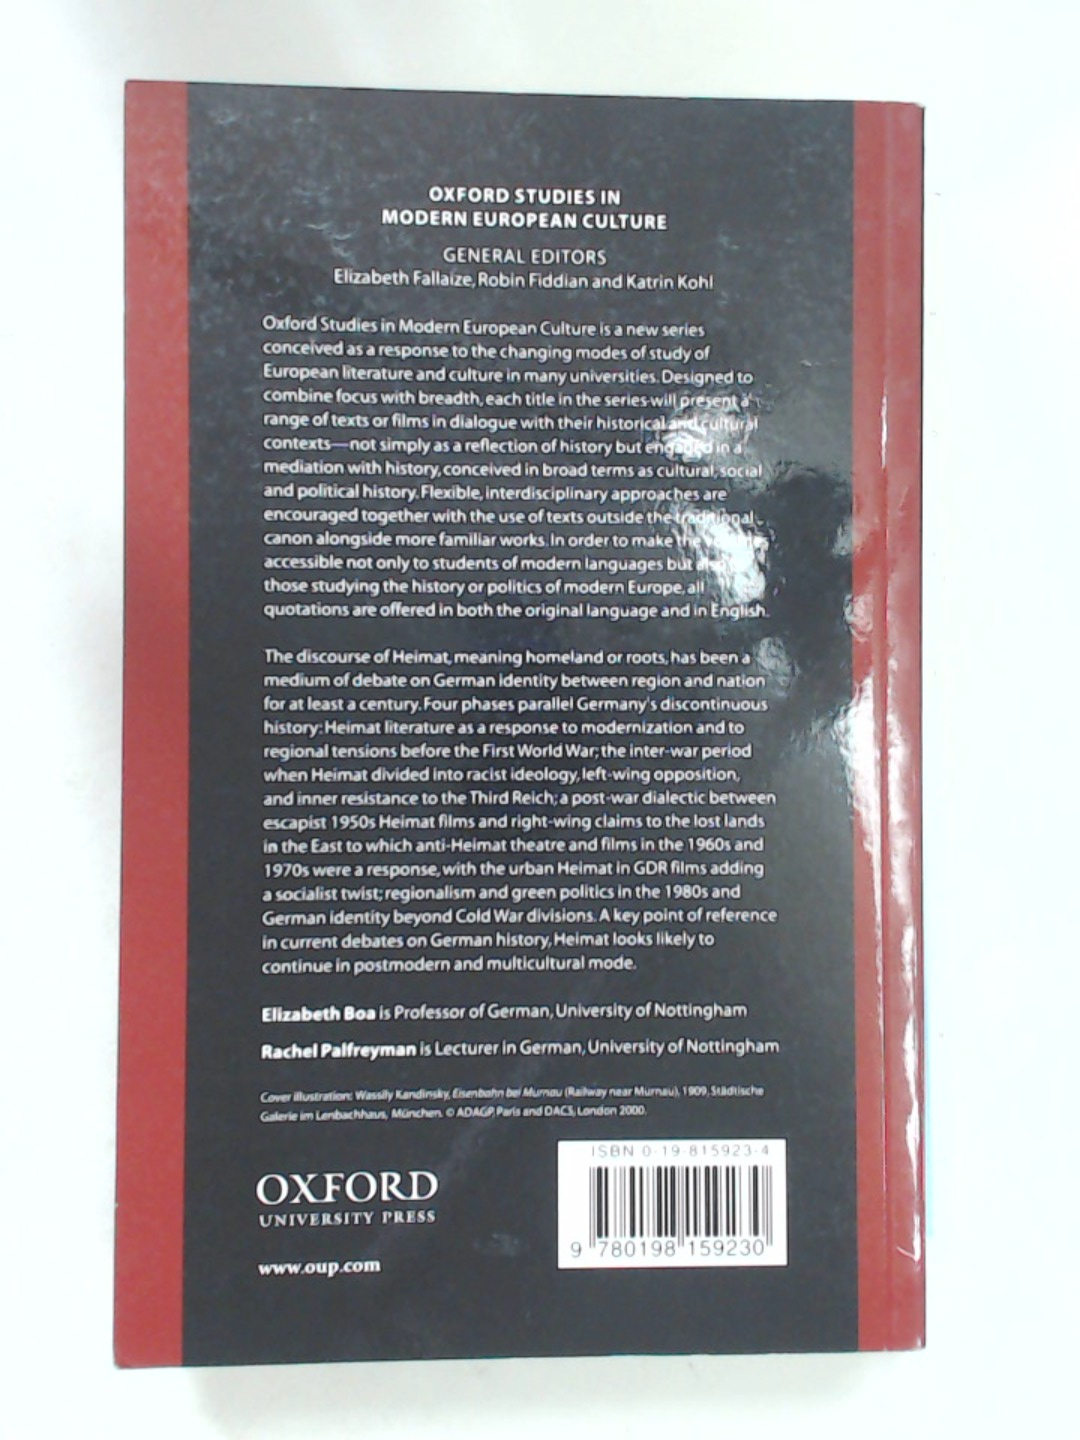 OXFORD STUDIES IN
MODERN EUROPEAN CULTURE
GENERAL EDITORS
Elizabeth Fallaize, Robin Fiddian and Katrin Kohl
Oxford Studies in Modern European Culture is a new series
conceived as a response to the changing modes of study of
European literature and culture in many universities. Designed to
combine focus with breadth, each title in the series will present a
range of texts or films in dialogue with their historical and cultural
contexts—not simply as a reflection of history but engaged in a
mediation with history, conceived in broad terms as cultural, social
and political history. Flexible, interdisciplinary approaches are
encouraged together with the use of texts outside the traditional
canon alongside more familiar works. In order to make the
accessible not only to students of modern languages but
those studying the history or politics of modern Europe, all
quotations are offered in both the original language and in English.
The discourse of Heimat, meaning homeland or roots, has been a
medium of debate on German identity between region and nation
for at least a century. Four phases parallel Germany's discontinuous
history: Heimat literature as a response to modernization and to
regional tensions before the First World War; the inter-war period
when Heimat divided into racist ideology, left-wing opposition,
and inner resistance to the Third Reich; a post-war dialectic between
escapist 1950s Heimat films and right-wing claims to the lost lands
in the East to which anti-Heimat theatre and films in the 1960s and
1970s were a response, with the urban Heimat in GDR films adding
a socialist twist; regionalism and green politics in the 1980s and
German identity beyond Cold War divisions. A key point of reference
in current debates on German history, Heimat looks likely to
continue in postmodern and multicultural mode.
Elizabeth Boa is Professor of German, University of Nottingham
Rachel Palfreyman is Lecturer in German, University of Nottingham
Cover illustration: Wassily Kandinsky, Eisenbahn bei Murnau (Railway near Murnau), 1909, Städtische
Galerie im Lenbachhaus, München. © ADAGP, Paris and DACS, London 2000.
ISBN 0-19-815923-4
OXFORD
UNIVERSITY PRESS
9 780198 159230
www.oup.com